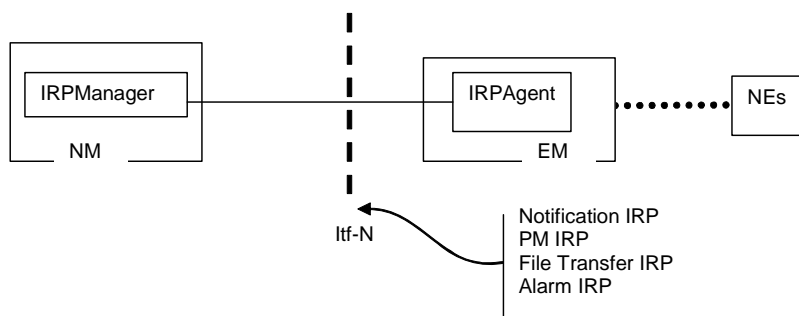 IRPManager
IRPAgent
NEs
NM
EM
Itf-N
Notification IRP
PM IRP
File Transfer IRP
Alarm IRP